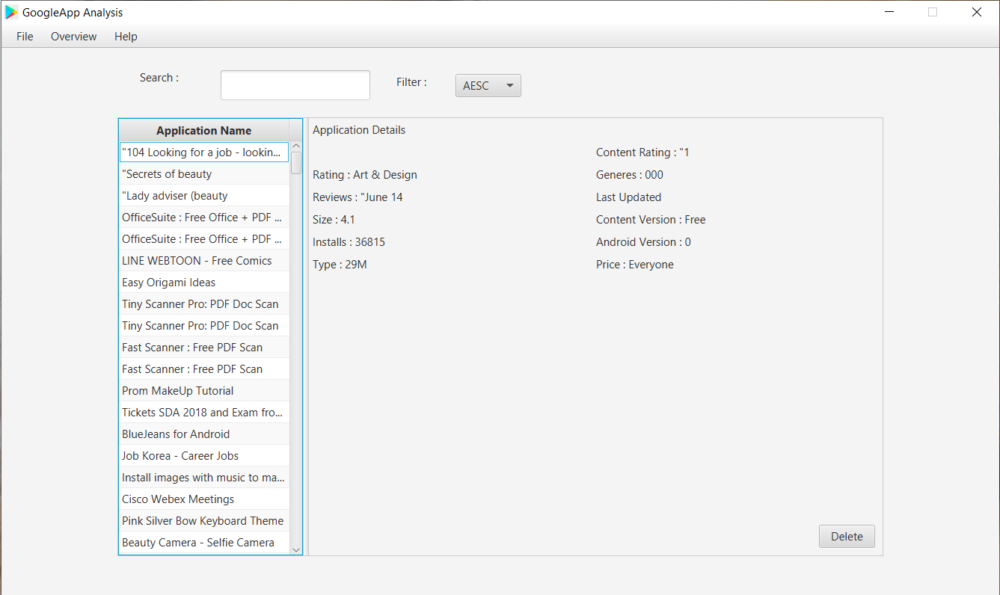 GoogleApp Analysis
File Overview Help
Search :
Filter :
AESC
Application Name
"104 Looking for a job - lookin...
"Secrets of beauty
"Lady adviser (beauty
OfficeSuite : Free Office + PDF ...
OfficeSuite : Free Office + PDF ...
LINE WEBTOON - Free Comics
Easy Origami Ideas
Tiny Scanner Pro: PDF Doc Scan
Tiny Scanner Pro: PDF Doc Scan
Fast Scanner : Free PDF Scan
Fast Scanner : Free PDF Scan
Prom MakeUp Tutorial
Tickets SDA 2018 and Exam fro...
BlueJeans for Android
Job Korea - Career Jobs
Install images with music to ma...
Cisco Webex Meetings
Pink Silver Bow Keyboard Theme
Beauty Camera - Selfie Camera
Application Details
Rating : Art & Design
Reviews : "June 14
Size : 4.1
Installs : 36815
Type : 29M
Content Rating : "1
Generes : 000
Last Updated
Content Version : Free
Android Version : 0
Price : Everyone
Delete